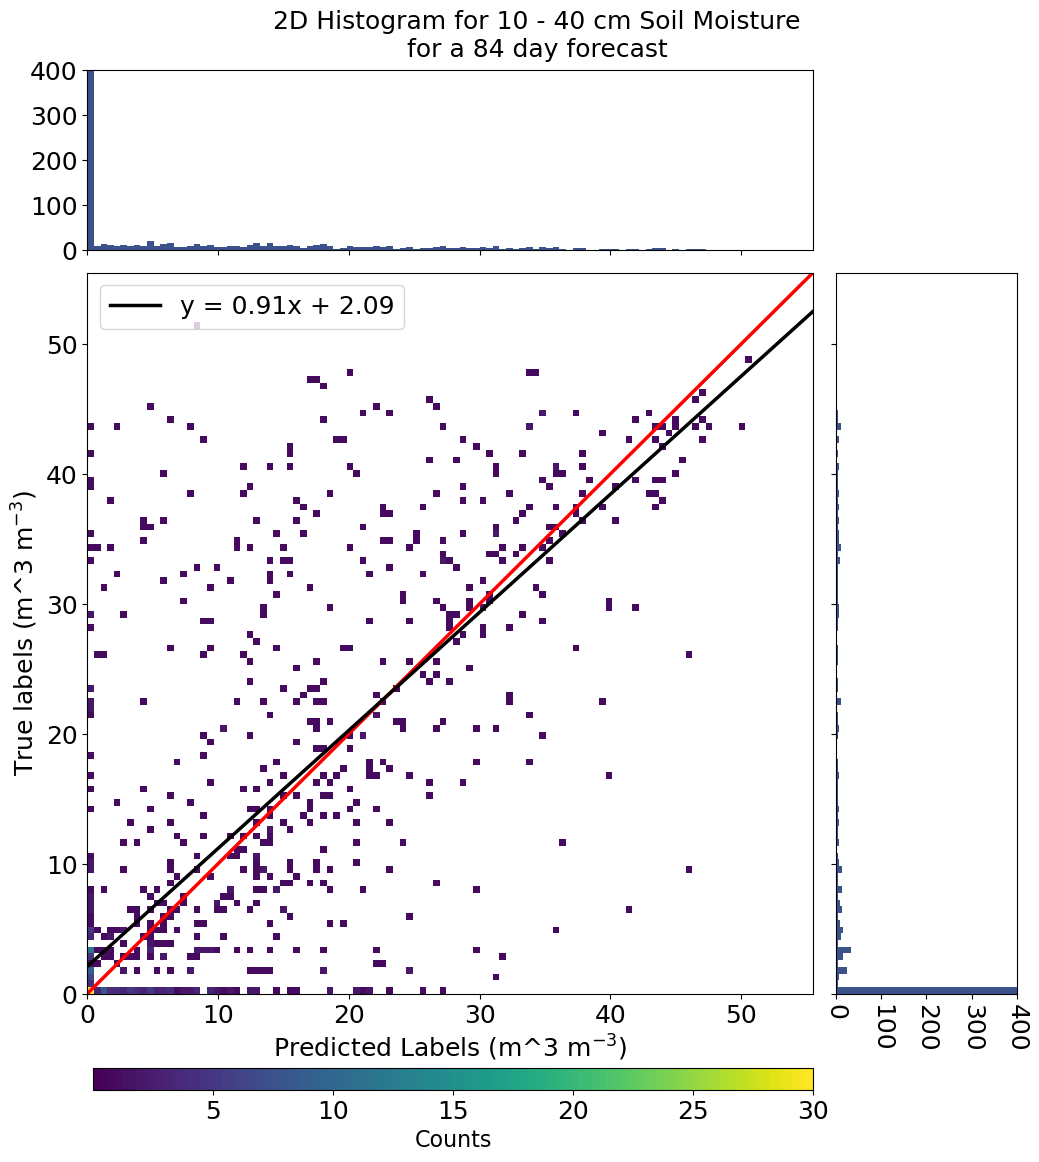 2D Histogram for 10 - 40 cm Soil Moisture
for a 84 day forecast
400
300
200
100
0
y = 0.91x + 2.09
50
40
30
20
10
0
True labels (m^3 m⁻³)
0 10 20 30 40 50
Predicted Labels (m^3 m⁻³)
0 100 200 300 400
5 10 15 20 25 30
Counts